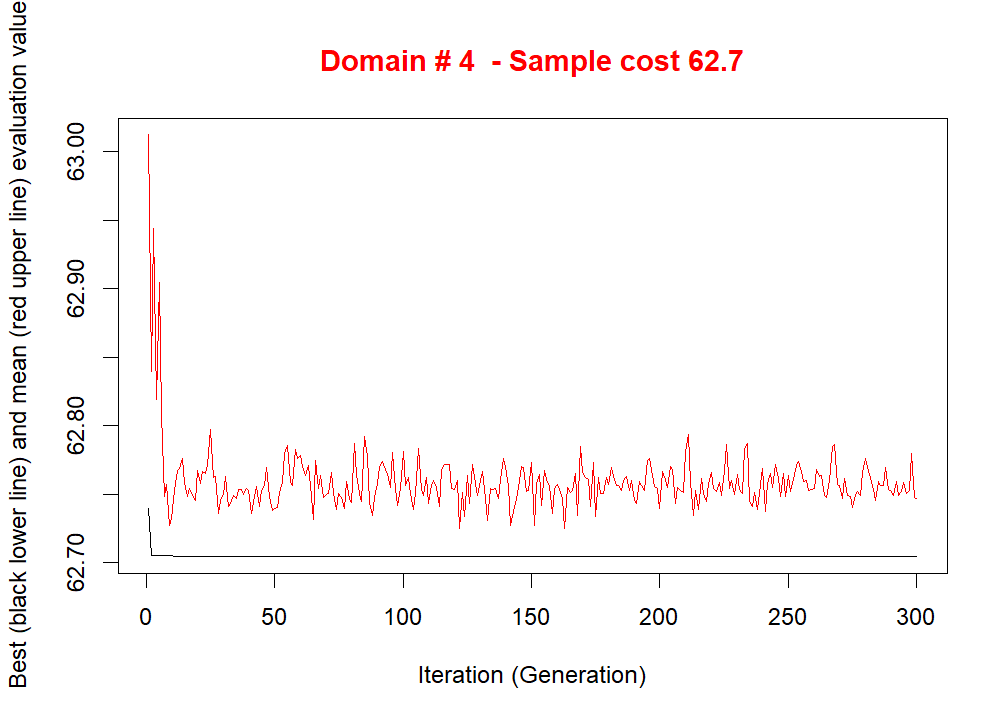 Domain # 4  - Sample cost 62.7
Best (black lower line) and mean (red upper line) evaluation value
63.00
62.90
62.80
62.70
0 50 100 150 200 250 300
Iteration (Generation)